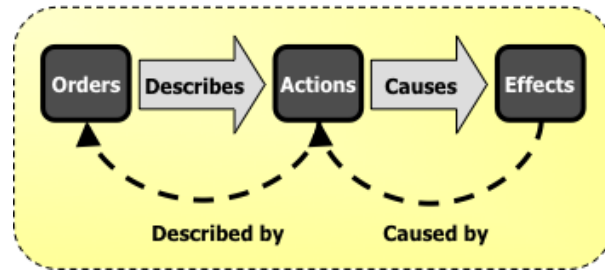 Orders
Describes
Actions
Causes
Effects
Described by
Caused by